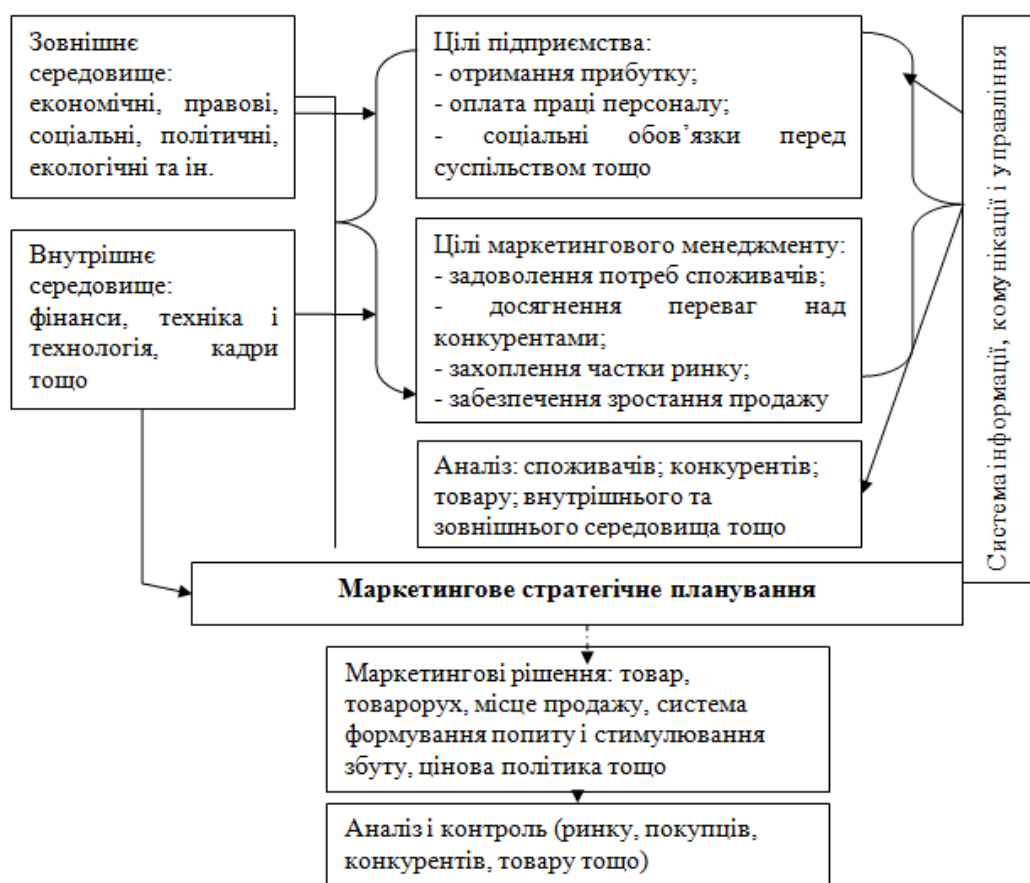 Зовнішнє
середовище:
економічні, правові,
соціальні, політичні,
екологічні та ін.
Цілі підприємства:
- отримання прибутку;
- оплата праці персоналу;
- соціальні обов’язки перед
суспільством тощо
Внутрішнє
середовище:
фінанси, техніка і
технологія, кадри
тощо
Цілі маркетингового менеджменту:
- задоволення потреб споживачів;
- досягнення переваг над
конкурентами;
- захоплення частки ринку;
- забезпечення зростання продажу
Аналіз: споживачів; конкурентів;
товару; внутрішнього та
зовнішнього середовища тощо
Система інформації, комунікації і управління
Маркетингове стратегічне планування
Маркетингові рішення: товар,
товарорух, місце продажу, система
формування попиту і стимулювання
збуту, цінова політика тощо
Аналіз і контроль (ринку, покупців,
конкурентів, товару тощо)